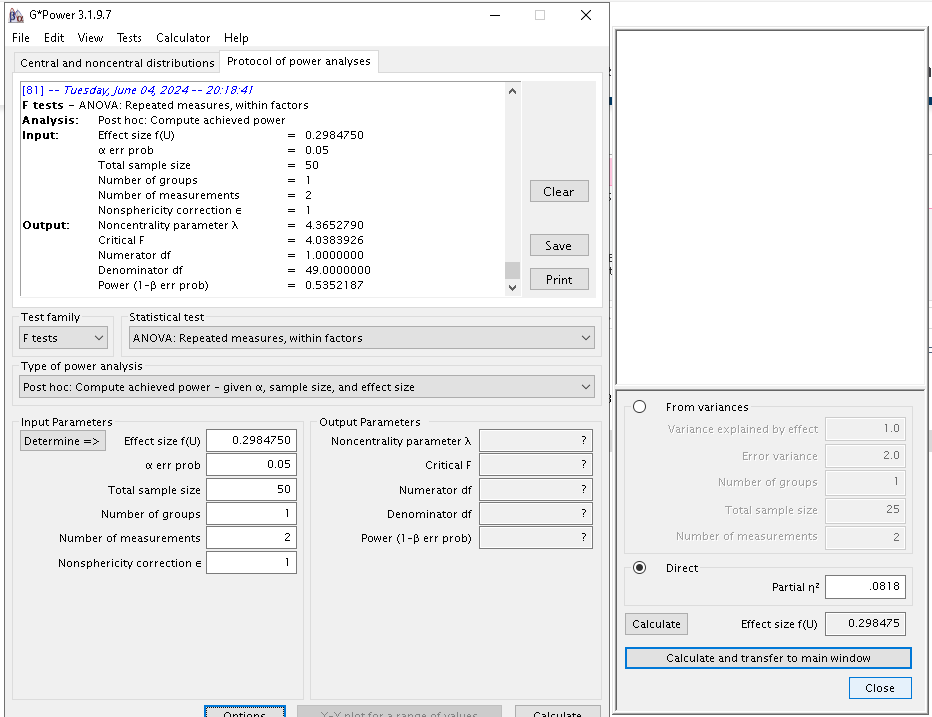 G*Power 3.1.9.7
File Edit View Tests Calculator Help
Central and noncentral distributions Protocol of power analyses
[81] -- Tuesday, June 04, 2024 -- 20:18:41
F tests - ANOVA: Repeated measures, within factors
Analysis: Post hoc: Compute achieved power
Input: Effect size f(U) = 0.2984750
α err prob = 0.05
Total sample size = 50
Number of groups = 1
Number of measurements = 2
Nonsphericity correction ε = 1
Output: Noncentrality parameter λ = 4.3652790
Critical F = 4.0383926
Numerator df = 1.0000000
Denominator df = 49.0000000
Power (1-β err prob) = 0.5352187
Clear
Save
Print
Test family
F tests
Statistical test
ANOVA: Repeated measures, within factors
Type of power analysis
Post hoc: Compute achieved power - given α, sample size, and effect size
Input Parameters
Determine => Effect size f(U) 0.2984750
α err prob 0.05
Total sample size 50
Number of groups 1
Number of measurements 2
Nonsphericity correction ε 1
Output Parameters
Noncentrality parameter λ ?
Critical F ?
Numerator df ?
Denominator df ?
Power (1-β err prob) ?
Options X-Y plot for a range of values Calculate
From variances
Variance explained by effect 1.0
Error variance 2.0
Number of groups 1
Total sample size 25
Number of measurements 2
Direct
Partial η² .0818
Calculate Effect size f(U) 0.298475
Calculate and transfer to main window
Close